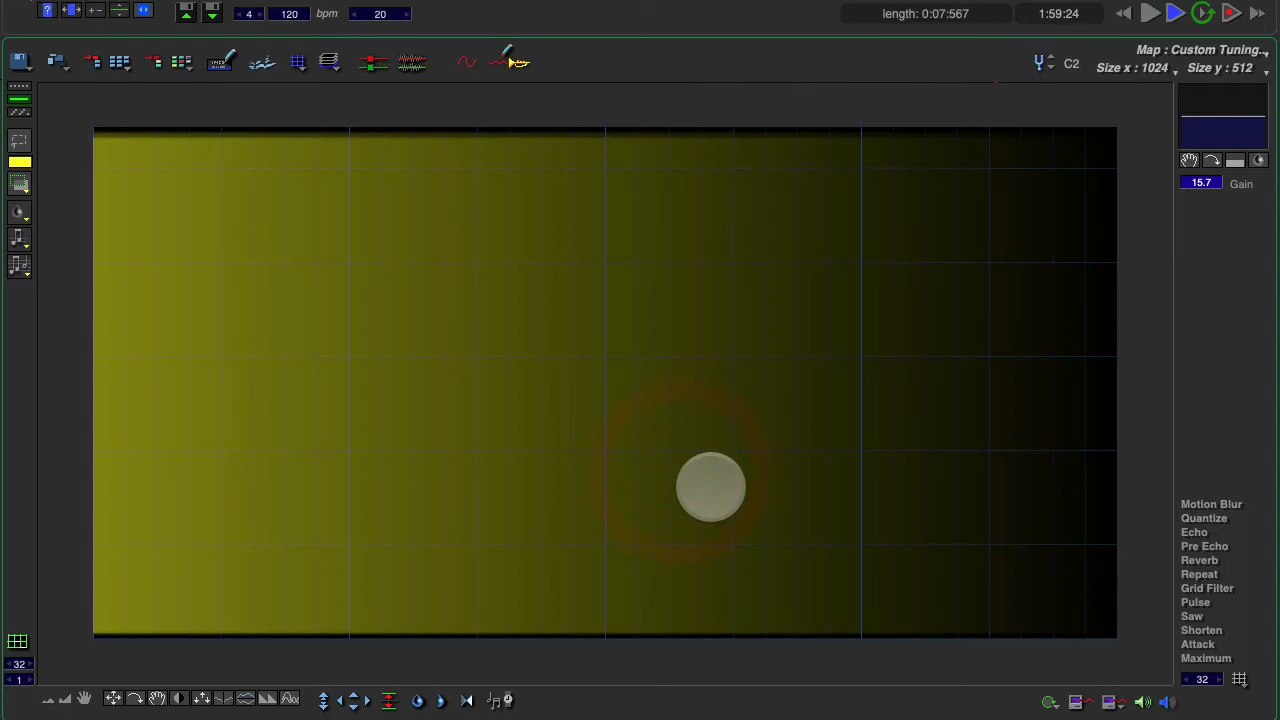 4 120 bpm 20 length: 0:07:567 1:59:24
Map : Custom Tuning...
C2 Size x : 1024 Size y : 512
15.7 Gain
Motion Blur
Quantize
Echo
Pre Echo
Reverb
Repeat
Grid Filter
Pulse
Saw
Shorten
Attack
Maximum
32
1
32